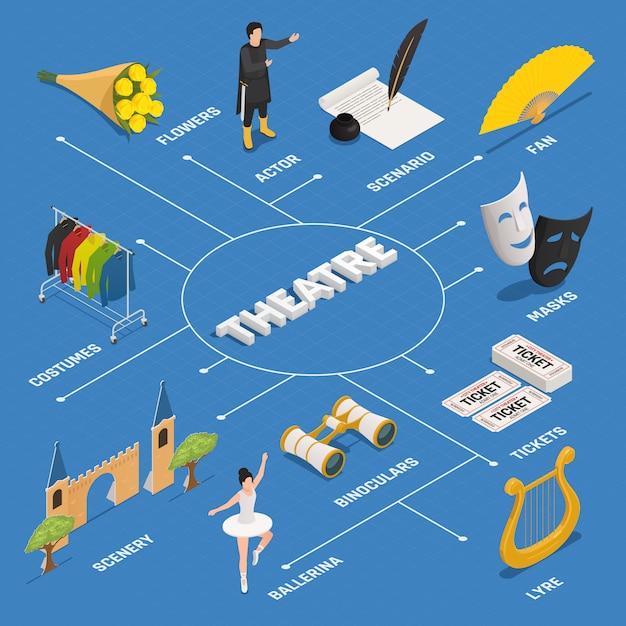 FLOWERS
ACTOR
SCENARIO
FAN
THEATRE
COSTUMES
MASKS
TICKET
TICKET
TICKET
TICKETS
BINOCULARS
SCENERY
BALLERINA
LYRE